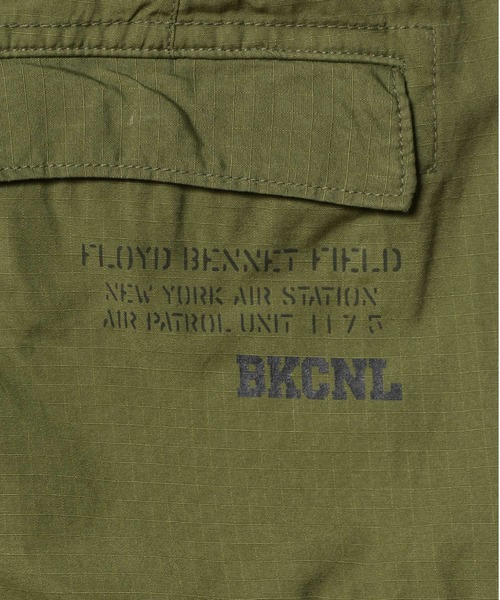 FLOYD BENNET FIELD
NEW YORK AIR STATION
AIR PATROL UNIT 1175
BKCNL